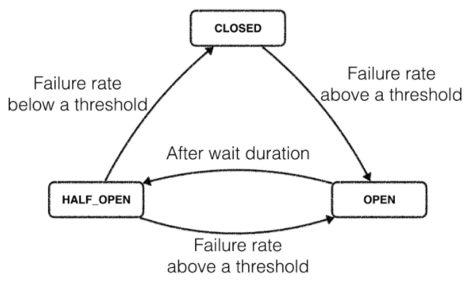 CLOSED
Failure rate
below a threshold
Failure rate
above a threshold
After wait duration
HALF_OPEN
OPEN
Failure rate
above a threshold